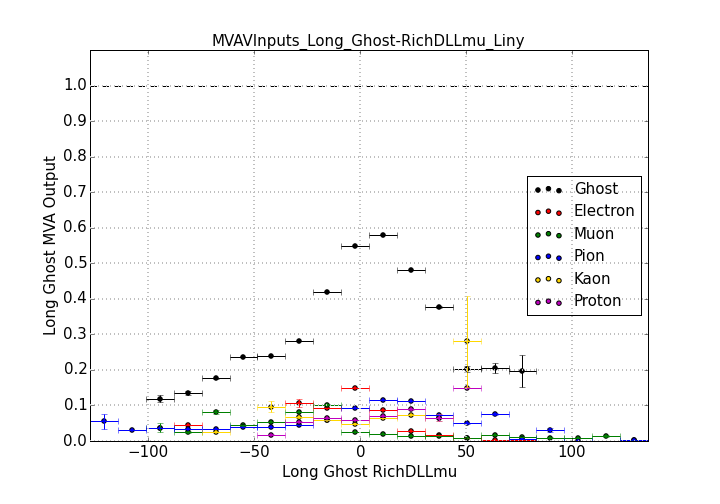 MVAVInputs_Long_Ghost-RichDLLmu_Liny
Long Ghost MVA Output
1.0
0.9
0.8
0.7
0.6
0.5
0.4
0.3
0.2
0.1
0.0
Ghost
Electron
Muon
Pion
Kaon
Proton
−100
−50
0
50
100
Long Ghost RichDLLmu